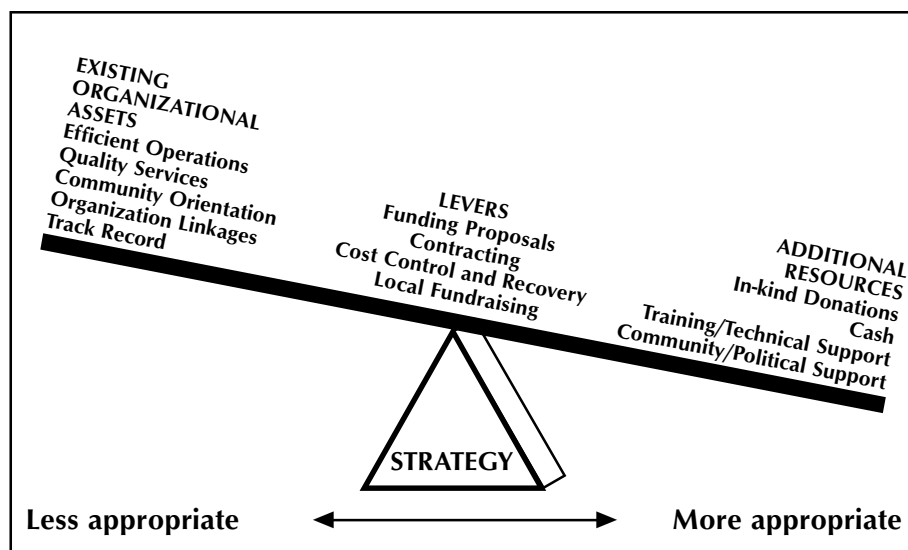 EXISTING
ORGANIZATIONAL
ASSETS
Efficient Operations
Quality Services
Community Orientation
Organization Linkages
Track Record
LEVERS
Funding Proposals
Contracting
Cost Control and Recovery
Local Fundraising
ADDITIONAL
RESOURCES
In-kind Donations
Cash
Training/Technical Support
Community/Political Support
STRATEGY
Less appropriate
More appropriate